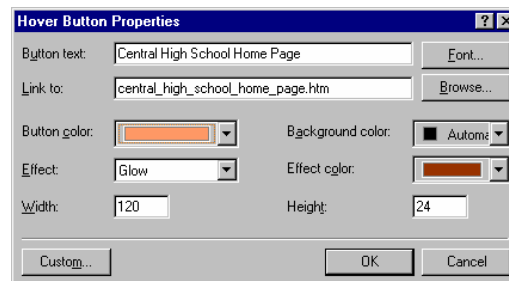 Hover Button Properties
Button text: Central High School Home Page Font...
Link to: central_high_school_home_page.htm Browse...
Button color: Background color: Automa
Effect: Glow Effect color:
Width: 120 Height: 24
Custom... OK Cancel